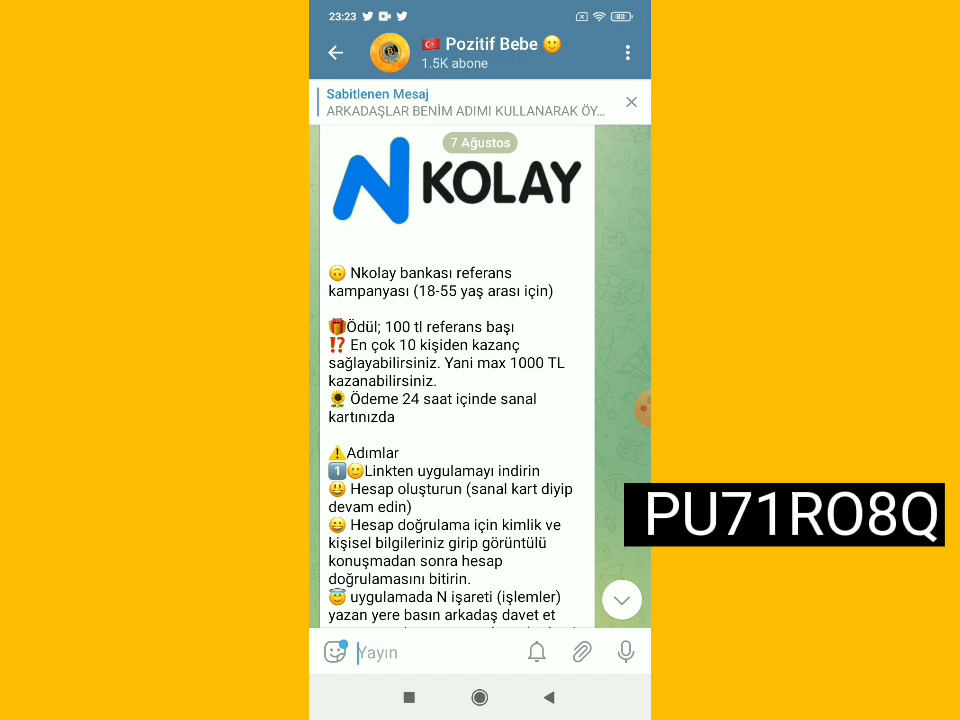 23:23
82
🇹🇷 Pozitif Bebe 🙂
1.5K abone
Sabitlenen Mesaj
ARKADAŞLAR BENİM ADIMI KULLANARAK ÖY...
7 Ağustos
N KOLAY
🙃 Nkolay bankası referans
kampanyası (18-55 yaş arası için)
🎁Ödül; 100 tl referans başı
⁉️ En çok 10 kişiden kazanç
sağlayabilirsiniz. Yani max 1000 TL
kazanabilirsiniz.
🌻 Ödeme 24 saat içinde sanal
kartınızda
⚠️Adımlar
1️⃣🙂Linkten uygulamayı indirin
😃 Hesap oluşturun (sanal kart diyip
devam edin)
😄 Hesap doğrulama için kimlik ve
kişisel bilgileriniz girip görüntülü
konuşmadan sonra hesap
doğrulamasını bitirin.
😇 uygulamada N işareti (işlemler)
yazan yere basın arkadaş davet et
Yayın
PU71RO8Q